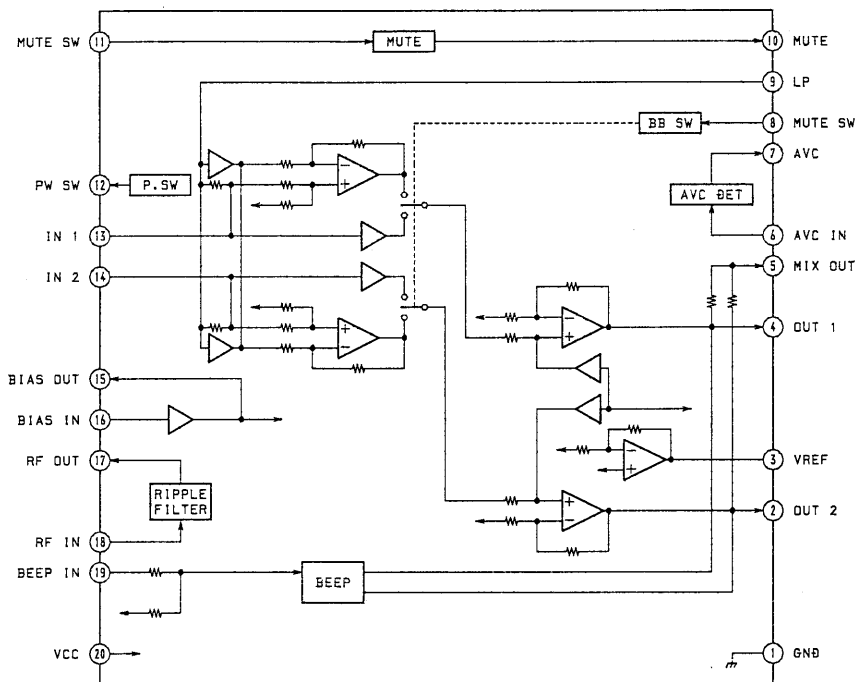 MUTE SW 11 MUTE 10 MUTE
9 LP
BB SW 8 MUTE SW
7 AVC
PW SW 12 P.SW AVC DET
IN 1 13 6 AVC IN
IN 2 14 5 MIX OUT
− +
+ −
− +
4 OUT 1
BIAS OUT 15
BIAS IN 16
RF OUT 17 − + 3 VREF
RIPPLE
FILTER
+ −
2 OUT 2
RF IN 18
BEEP IN 19 BEEP
VCC 20 1 GND